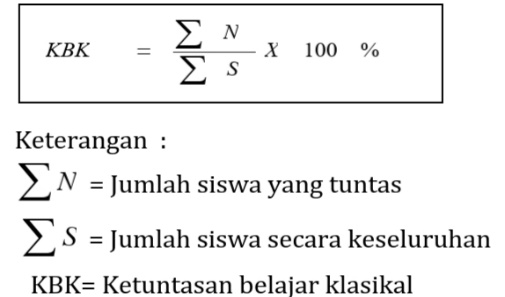 KBK = ∑ N / ∑ S X 100 %
Keterangan :
∑ N = Jumlah siswa yang tuntas
∑ S = Jumlah siswa secara keseluruhan
KBK= Ketuntasan belajar klasikal